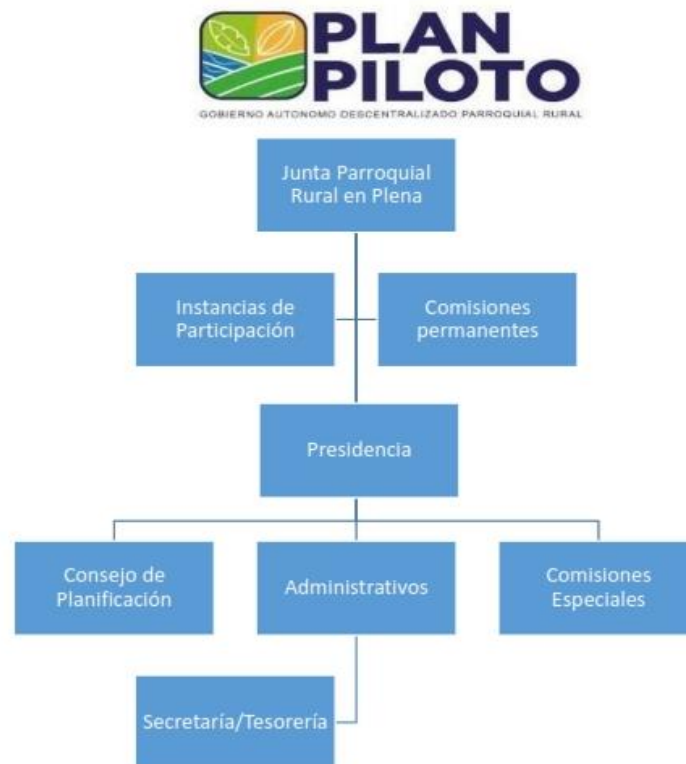 PLAN
PILOTO
GOBIERNO AUTONOMO DESCENTRALIZADO PARROQUIAL RURAL
Junta Parroquial
Rural en Plena
Instancias de
Participación
Comisiones
permanentes
Presidencia
Consejo de
Planificación
Administrativos
Comisiones
Especiales
Secretaría/Tesorería